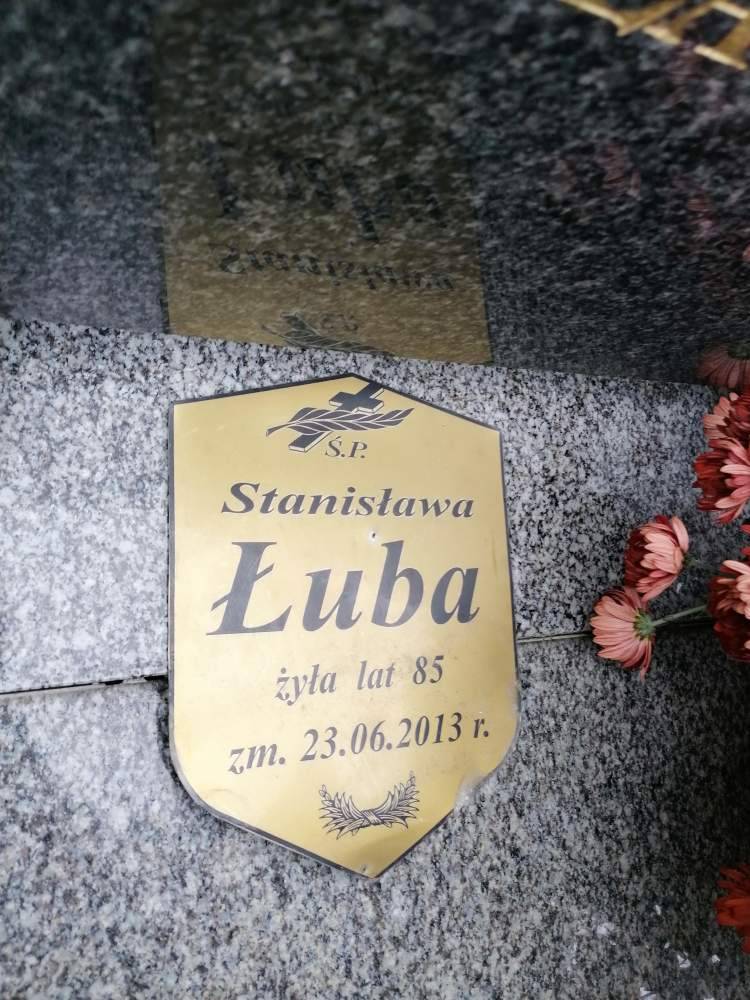 Ś.P.
Stanisława
Łuba
żyła lat 85
zm. 23.06.2013 r.